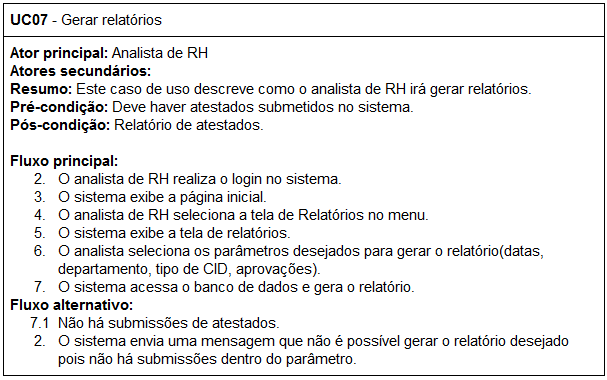 UC07 - Gerar relatórios
Ator principal: Analista de RH
Atores secundários:
Resumo: Este caso de uso descreve como o analista de RH irá gerar relatórios.
Pré-condição: Deve haver atestados submetidos no sistema.
Pós-condição: Relatório de atestados.
Fluxo principal:
2. O analista de RH realiza o login no sistema.
3. O sistema exibe a página inicial.
4. O analista de RH seleciona a tela de Relatórios no menu.
5. O sistema exibe a tela de relatórios.
6. O analista seleciona os parâmetros desejados para gerar o relatório(datas,
departamento, tipo de CID, aprovações).
7. O sistema acessa o banco de dados e gera o relatório.
Fluxo alternativo:
7.1 Não há submissões de atestados.
2. O sistema envia uma mensagem que não é possível gerar o relatório desejado
pois não há submissões dentro do parâmetro.